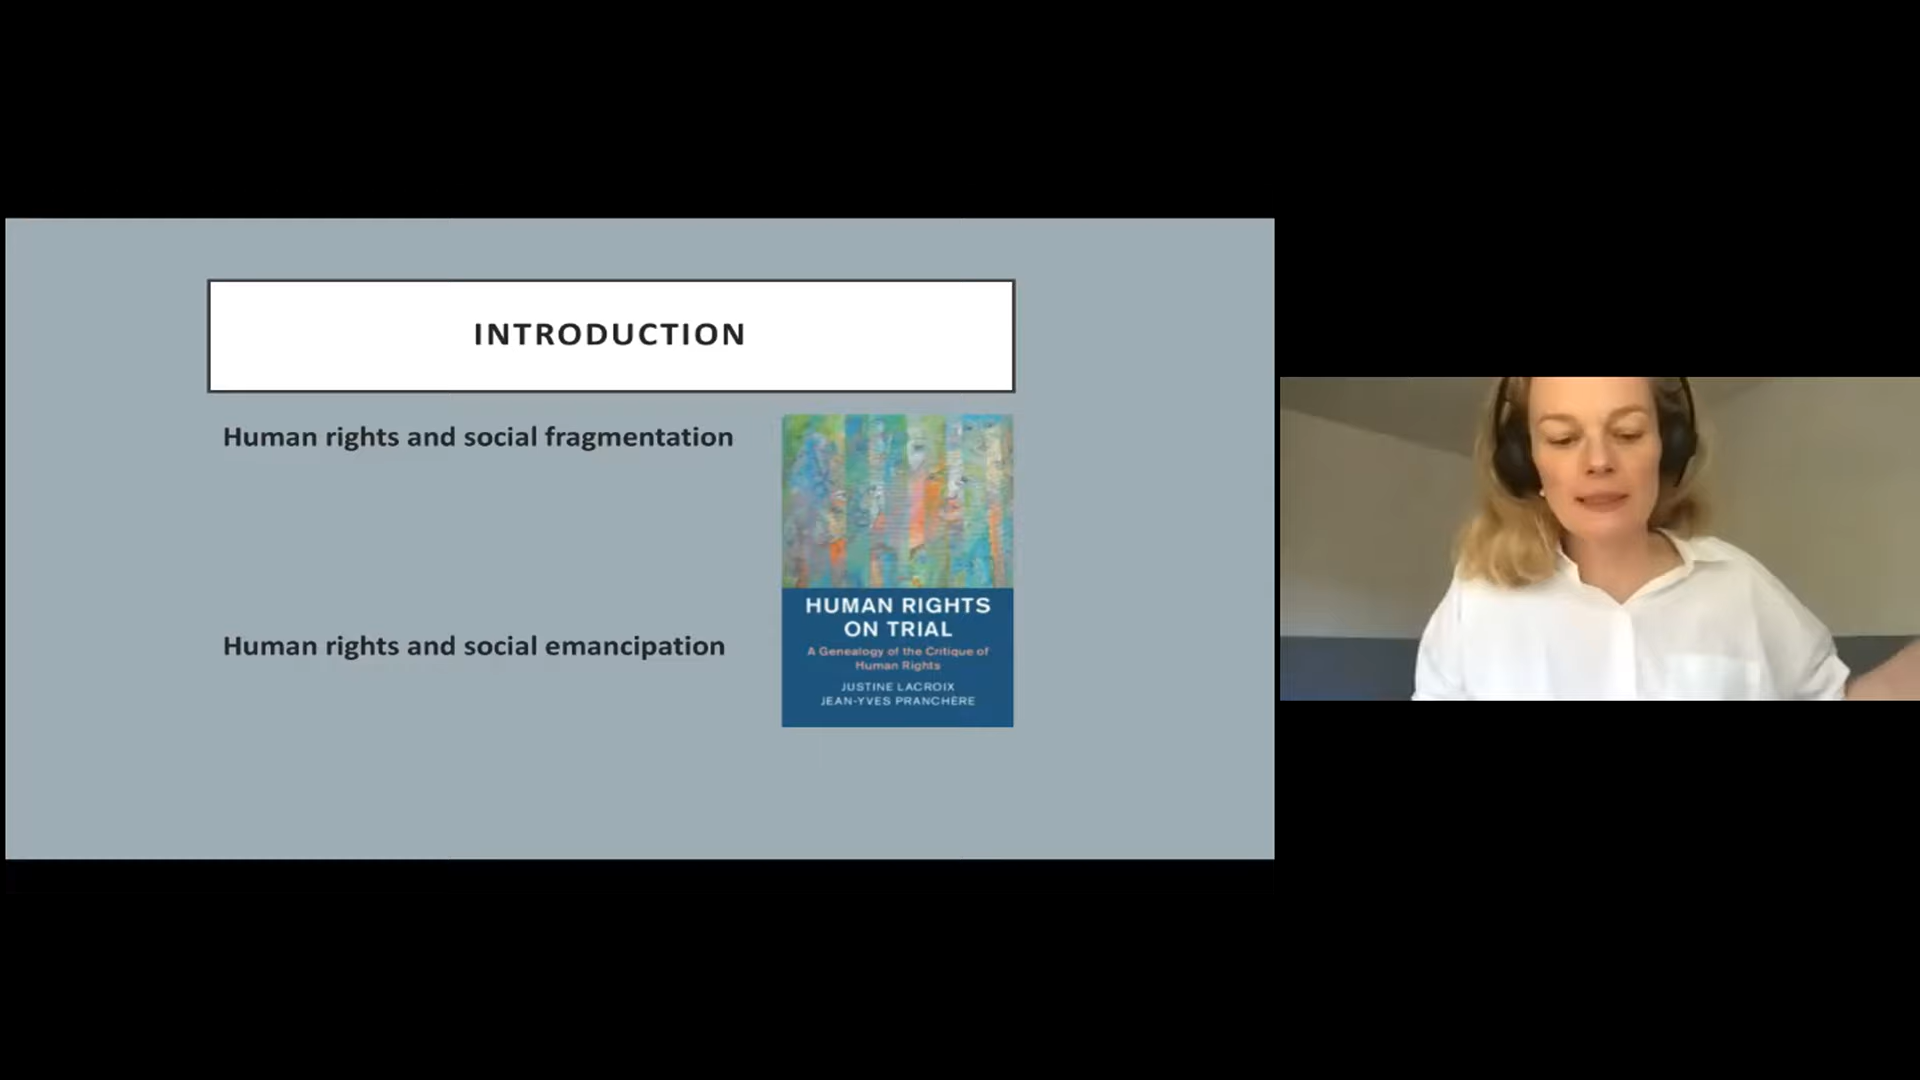 INTRODUCTION
Human rights and social fragmentation
Human rights and social emancipation
HUMAN RIGHTS
ON TRIAL
A Genealogy of the Critique of
Human Rights
JUSTINE LACROIX
JEAN-YVES PRANCHÈRE